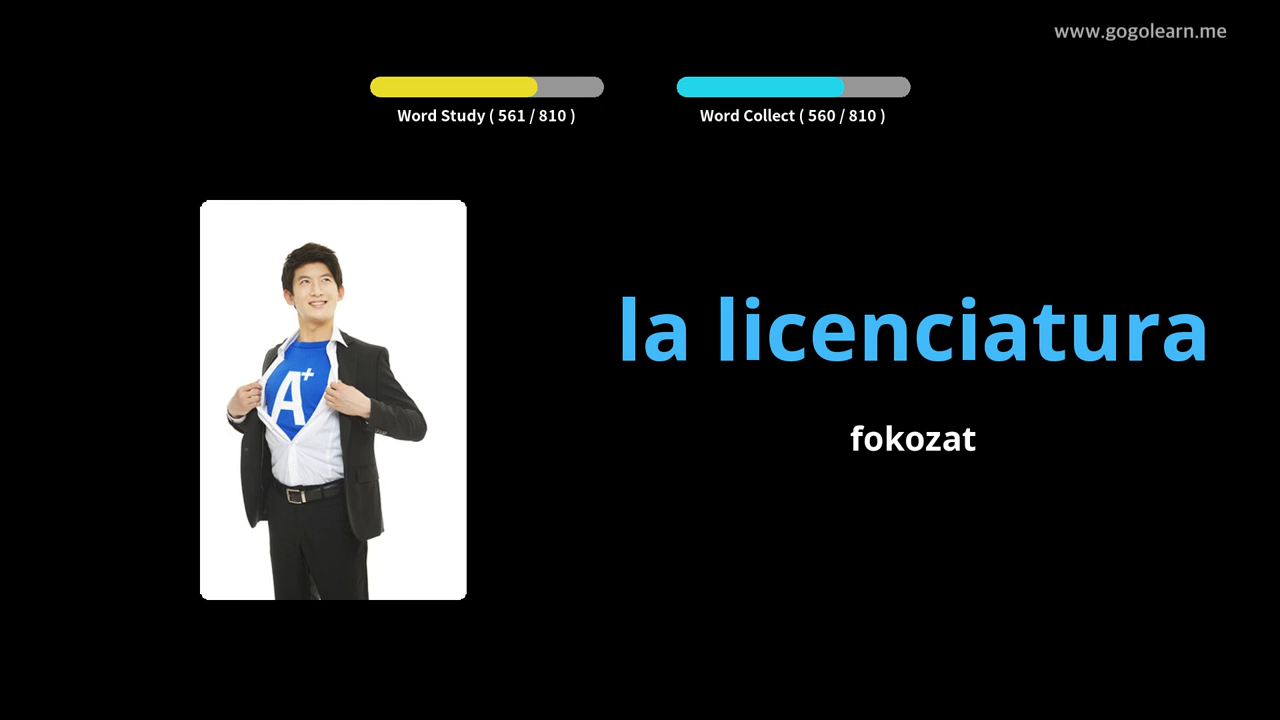 www.gogolearn.me
Word Study ( 561 / 810 )
Word Collect ( 560 / 810 )
A+
la licenciatura
fokozat